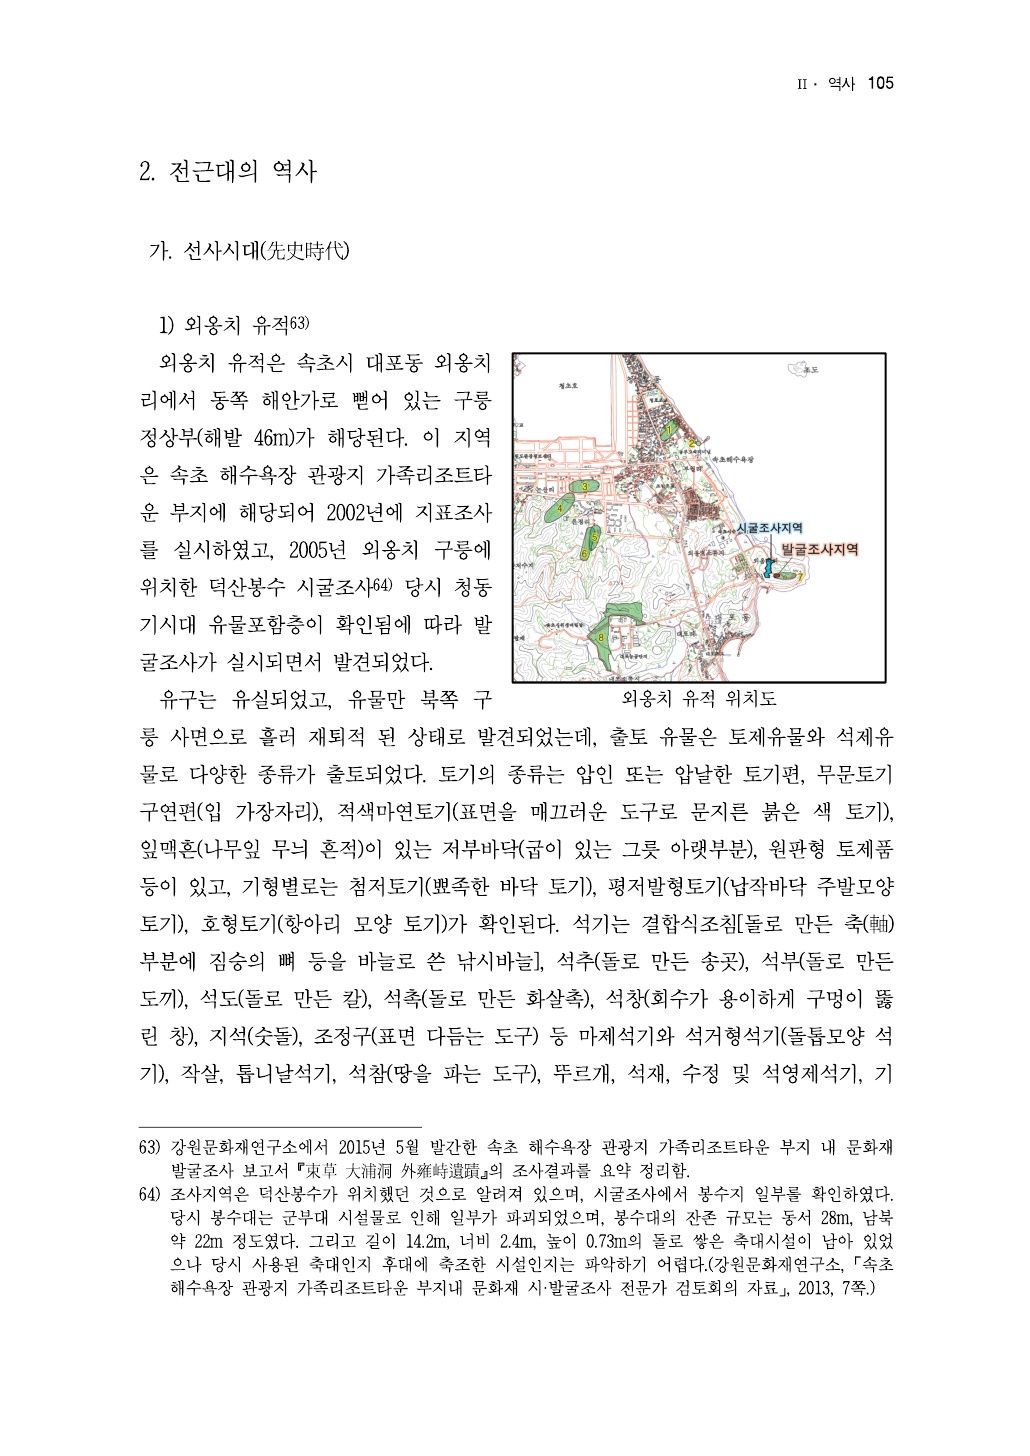 II · 역사 105
2. 전근대의 역사
가. 선사시대(先史時代)
1) 외옹치 유적63)
외옹치 유적은 속초시 대포동 외옹치
리에서 동쪽 해안가로 뻗어 있는 구릉
정상부(해발 46m)가 해당된다. 이 지역
은 속초 해수욕장 관광지 가족리조트타
운 부지에 해당되어 2002년에 지표조사
를 실시하였고, 2005년 외옹치 구릉에
위치한 덕산봉수 시굴조사64) 당시 청동
기시대 유물포함층이 확인됨에 따라 발
굴조사가 실시되면서 발견되었다.
청초호
조도
속초해수욕장
시굴조사지역
발굴조사지역
1
2
3
4
5
6
7
8
외옹치 유적 위치도
유구는 유실되었고, 유물만 북쪽 구
릉 사면으로 흘러 재퇴적 된 상태로 발견되었는데, 출토 유물은 토제유물과 석제유
물로 다양한 종류가 출토되었다. 토기의 종류는 압인 또는 압날한 토기편, 무문토기
구연편(입 가장자리), 적색마연토기(표면을 매끄러운 도구로 문지른 붉은 색 토기),
잎맥흔(나무잎 무늬 흔적)이 있는 저부바닥(굽이 있는 그릇 아랫부분), 원판형 토제품
등이 있고, 기형별로는 첨저토기(뾰족한 바닥 토기), 평저발형토기(납작바닥 주발모양
토기), 호형토기(항아리 모양 토기)가 확인된다. 석기는 결합식조침[돌로 만든 축(軸)
부분에 짐승의 뼈 등을 바늘로 쓴 낚시바늘], 석추(돌로 만든 송곳), 석부(돌로 만든
도끼), 석도(돌로 만든 칼), 석촉(돌로 만든 화살촉), 석창(회수가 용이하게 구멍이 뚫
린 창), 지석(숫돌), 조정구(표면 다듬는 도구) 등 마제석기와 석거형석기(돌톱모양 석
기), 작살, 톱니날석기, 석참(땅을 파는 도구), 뚜르개, 석재, 수정 및 석영제석기, 기
63) 강원문화재연구소에서 2015년 5월 발간한 속초 해수욕장 관광지 가족리조트타운 부지 내 문화재
발굴조사 보고서 『束草 大浦洞 外雍峙遺蹟』의 조사결과를 요약 정리함.
64) 조사지역은 덕산봉수가 위치했던 것으로 알려져 있으며, 시굴조사에서 봉수지 일부를 확인하였다.
당시 봉수대는 군부대 시설물로 인해 일부가 파괴되었으며, 봉수대의 잔존 규모는 동서 28m, 남북
약 22m 정도였다. 그리고 길이 14.2m, 너비 2.4m, 높이 0.73m의 돌로 쌓은 축대시설이 남아 있었
으나 당시 사용된 축대인지 후대에 축조한 시설인지는 파악하기 어렵다.(강원문화재연구소, 「속초
해수욕장 관광지 가족리조트타운 부지내 문화재 시·발굴조사 전문가 검토회의 자료」, 2013, 7쪽.)